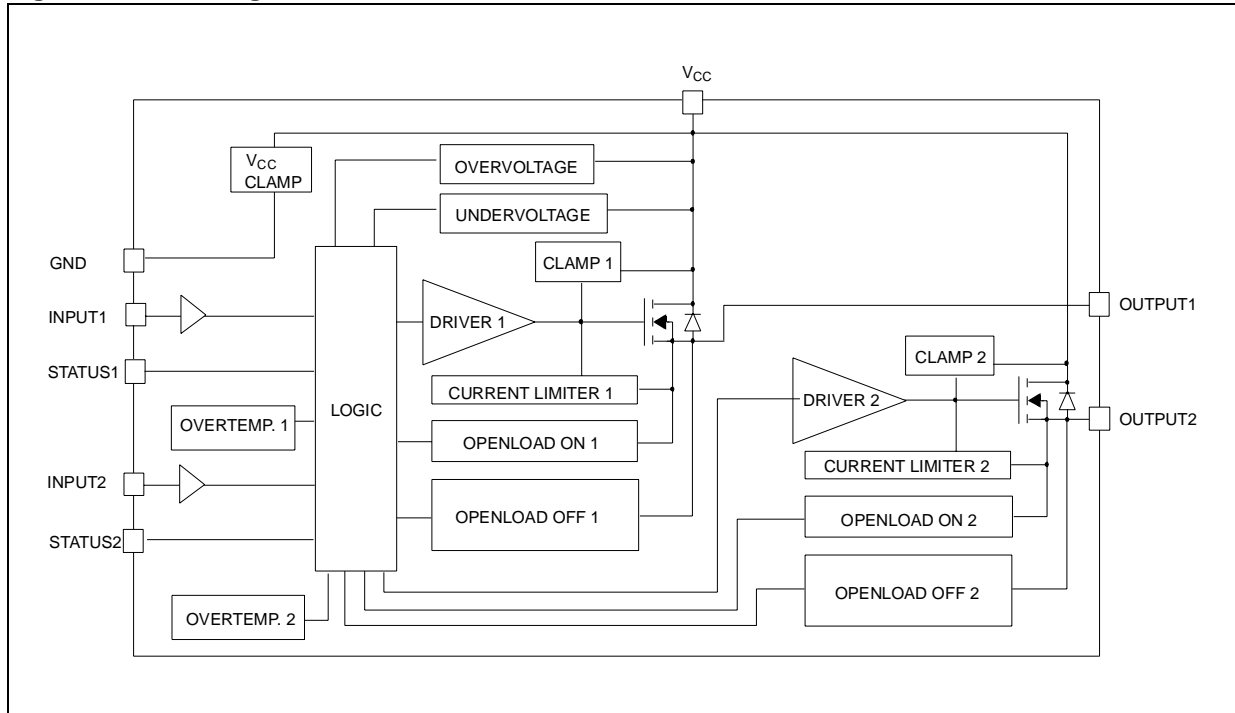 VCC
VCC
CLAMP
OVERVOLTAGE
UNDERVOLTAGE
GND
CLAMP 1
INPUT1
DRIVER 1
OUTPUT1
STATUS1
CURRENT LIMITER 1
CLAMP 2
LOGIC
DRIVER 2
OVERTEMP. 1
OPENLOAD ON 1
OUTPUT2
INPUT2
CURRENT LIMITER 2
OPENLOAD OFF 1
OPENLOAD ON 2
STATUS2
OPENLOAD OFF 2
OVERTEMP. 2